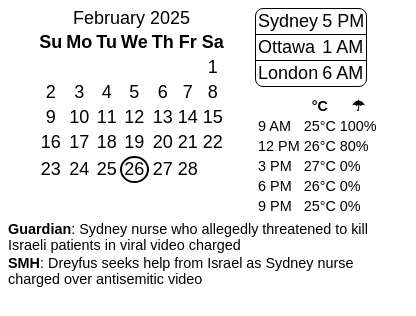 February 2025
Su Mo Tu We Th Fr Sa
1
2 3 4 5 6 7 8
9 10 11 12 13 14 15
16 17 18 19 20 21 22
23 24 25 26 27 28
Sydney 5 PM
Ottawa 1 AM
London 6 AM
°C ☂
9 AM 25°C 100%
12 PM 26°C 80%
3 PM 27°C 0%
6 PM 26°C 0%
9 PM 25°C 0%
Guardian: Sydney nurse who allegedly threatened to kill
Israeli patients in viral video charged
SMH: Dreyfus seeks help from Israel as Sydney nurse
charged over antisemitic video